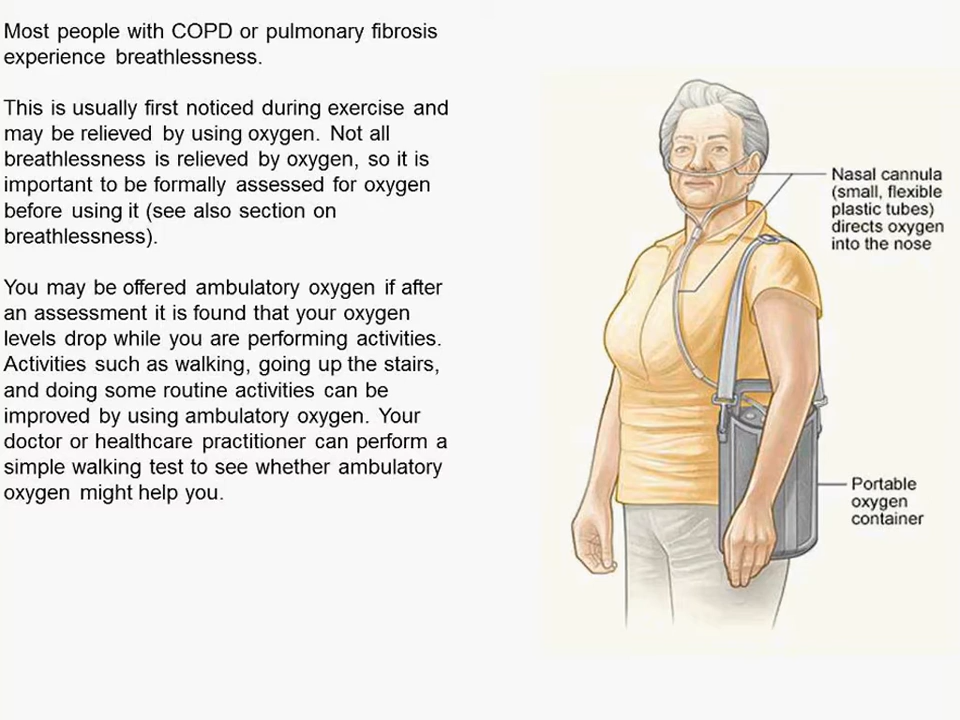 Most people with COPD or pulmonary fibrosis
experience breathlessness.
This is usually first noticed during exercise and
may be relieved by using oxygen. Not all
breathlessness is relieved by oxygen, so it is
important to be formally assessed for oxygen
before using it (see also section on
breathlessness).
You may be offered ambulatory oxygen if after
an assessment it is found that your oxygen
levels drop while you are performing activities.
Activities such as walking, going up the stairs,
and doing some routine activities can be
improved by using ambulatory oxygen. Your
doctor or healthcare practitioner can perform a
simple walking test to see whether ambulatory
oxygen might help you.
Nasal cannula
(small, flexible
plastic tubes)
directs oxygen
into the nose
Portable
oxygen
container